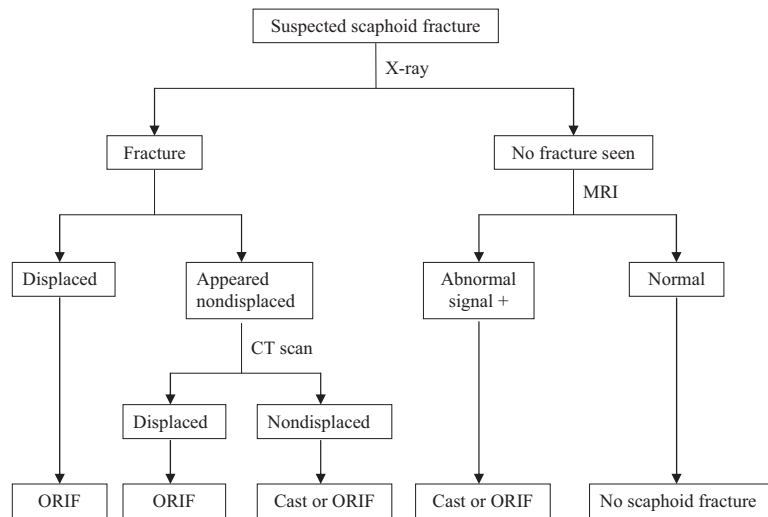 Suspected scaphoid fracture
X-ray
Fracture
No fracture seen
MRI
Displaced
Appeared
nondisplaced
Abnormal
signal +
Normal
CT scan
Displaced
Nondisplaced
ORIF
ORIF
Cast or ORIF
Cast or ORIF
No scaphoid fracture